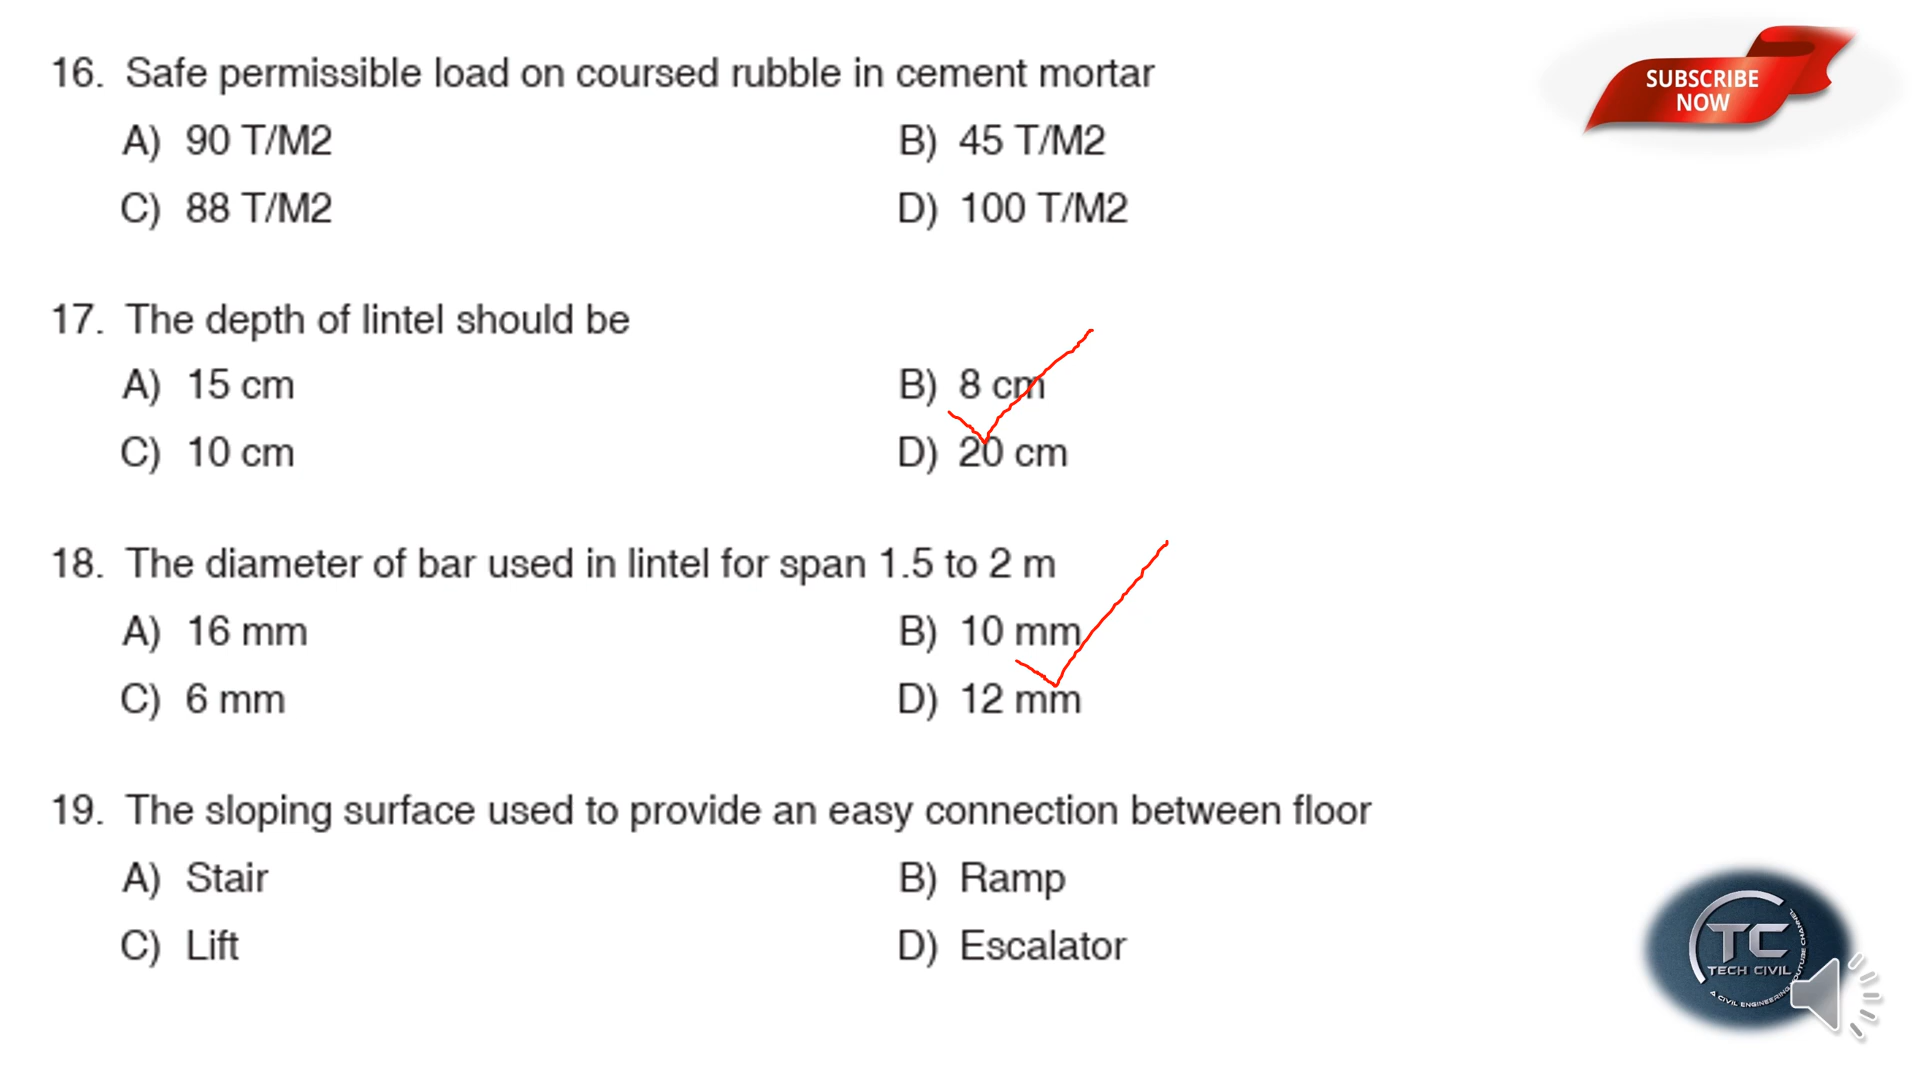 16. Safe permissible load on coursed rubble in cement mortar
A) 90 T/M2 B) 45 T/M2
C) 88 T/M2 D) 100 T/M2
17. The depth of lintel should be
A) 15 cm B) 8 cm
C) 10 cm D) 20 cm
18. The diameter of bar used in lintel for span 1.5 to 2 m
A) 16 mm B) 10 mm
C) 6 mm D) 12 mm
19. The sloping surface used to provide an easy connection between floor
A) Stair B) Ramp
C) Lift D) Escalator
SUBSCRIBE
NOW
TC
TECH CIVIL
A CIVIL ENGINEERING YOUTUBE CHANNEL